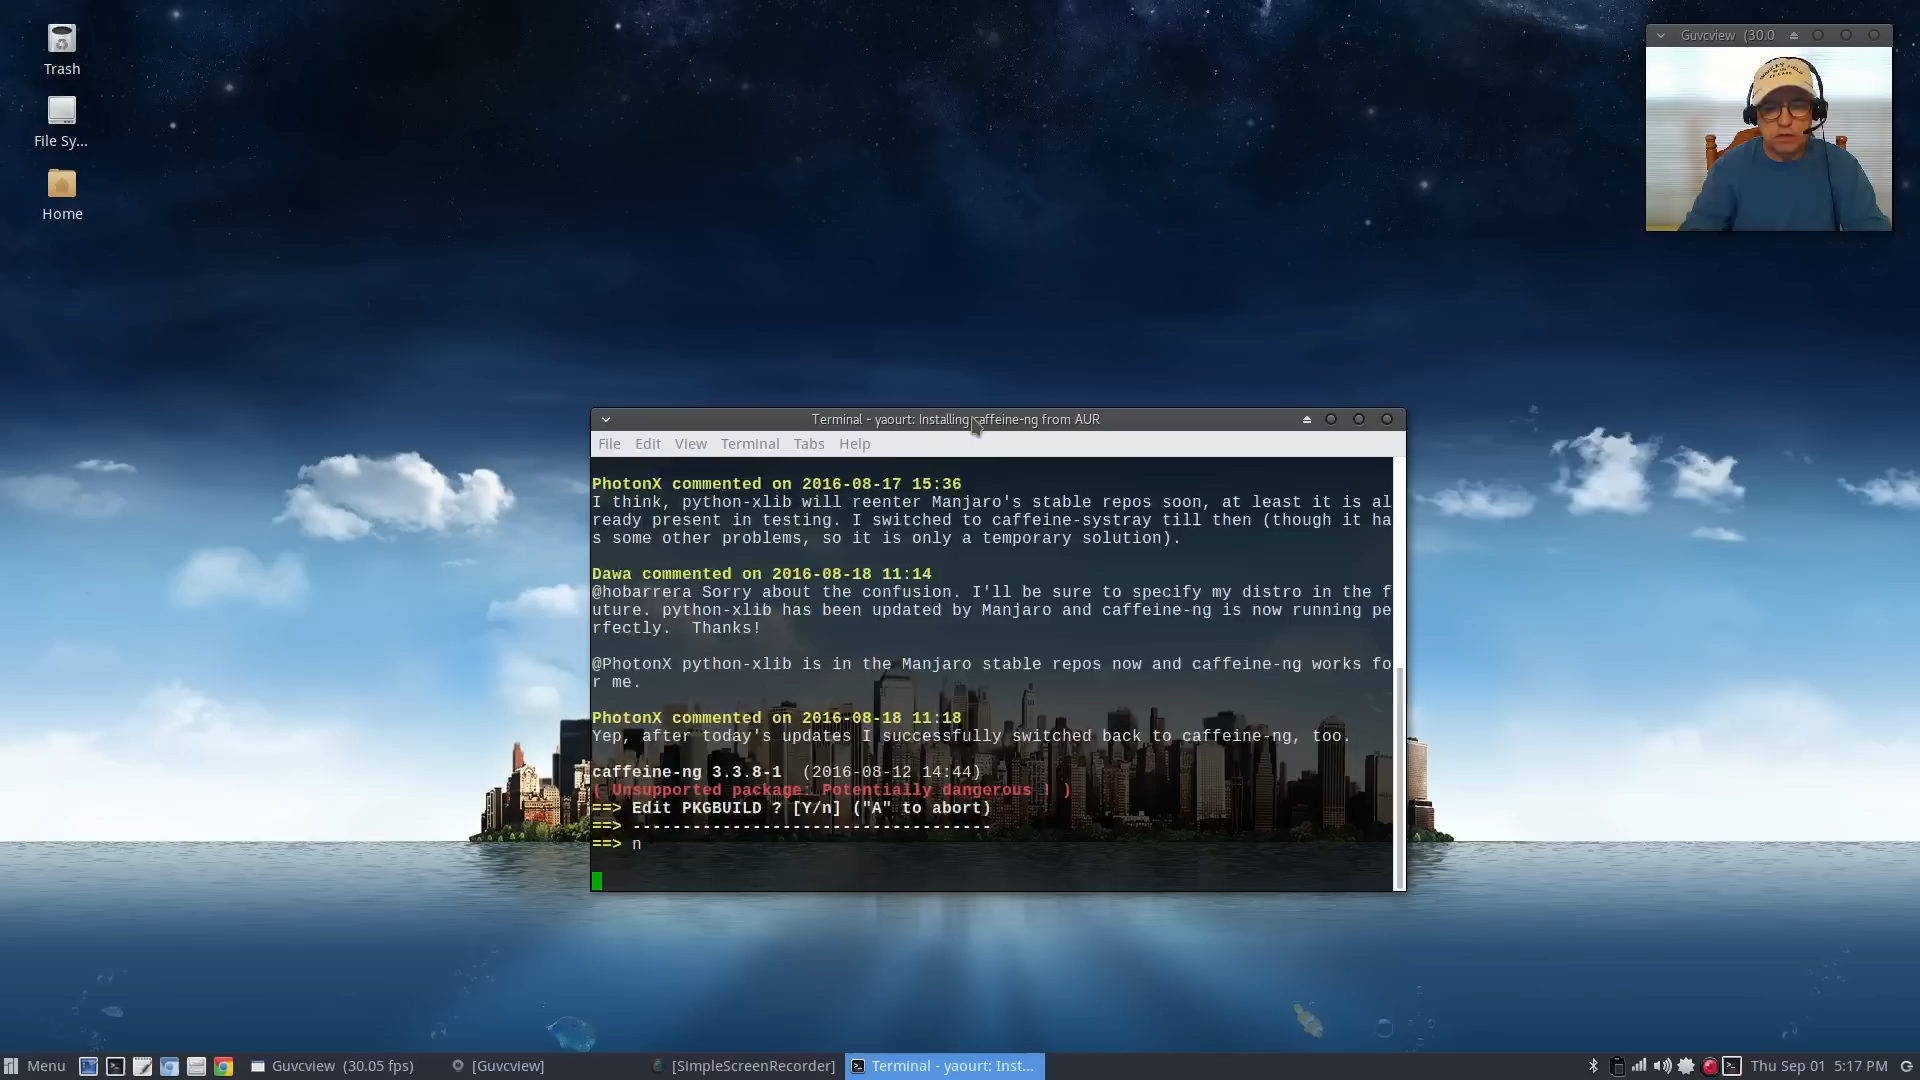 Trash
File Sy...
Home
Guvcview (30.0
Terminal - yaourt: Installing caffeine-ng from AUR
File Edit View Terminal Tabs Help
PhotonX commented on 2016-08-17 15:36
I think, python-xlib will reenter Manjaro's stable repos soon, at least it is al
ready present in testing. I switched to caffeine-systray till then (though it ha
s some other problems, so it is only a temporary solution).
Dawa commented on 2016-08-18 11:14
@hobarrera Sorry about the confusion. I'll be sure to specify my distro in the f
uture. python-xlib has been updated by Manjaro and caffeine-ng is now running pe
rfectly.  Thanks!
@PhotonX python-xlib is in the Manjaro stable repos now and caffeine-ng works fo
r me.
PhotonX commented on 2016-08-18 11:18
Yep, after today's updates I successfully switched back to caffeine-ng, too.
caffeine-ng 3.3.8-1  (2016-08-12 14:44)
( Unsupported package: Potentially dangerous ! )
==> Edit PKGBUILD ? [Y/n] ("A" to abort)
==> ------------------------------------
==> n
Menu Guvcview (30.05 fps) [Guvcview] [SimpleScreenRecorder] Terminal - yaourt: Inst... Thu Sep 01 5:17 PM